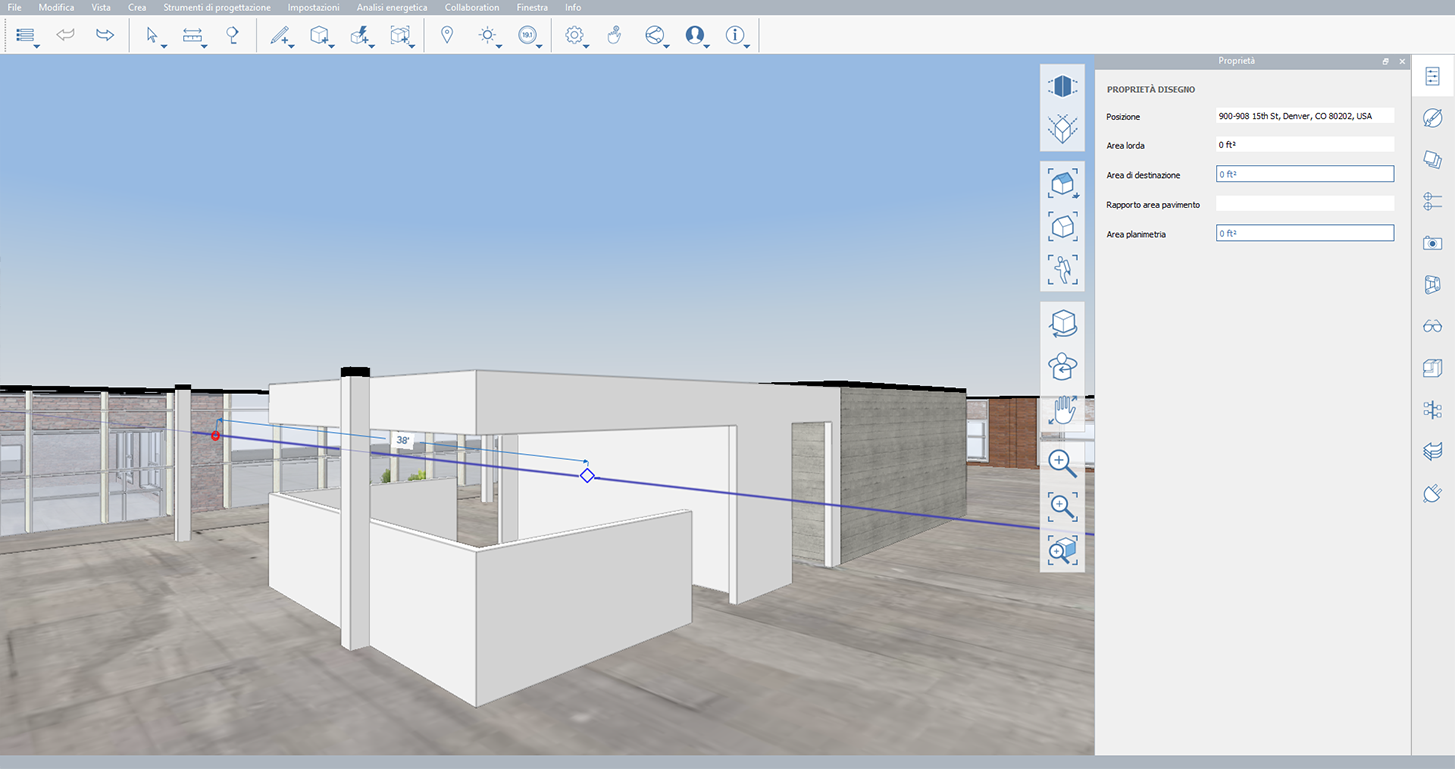 File Modifica Vista Crea Strumenti di progettazione Impostazioni Analisi energetica Collaboration Finestra Info
19.1
Proprietà
PROPRIETÀ DISEGNO
Posizione 900-908 15th St, Denver, CO 80202, USA
Area lorda 0 ft²
Area di destinazione 0 ft²
Rapporto area pavimento
Area planimetria 0 ft²
38'